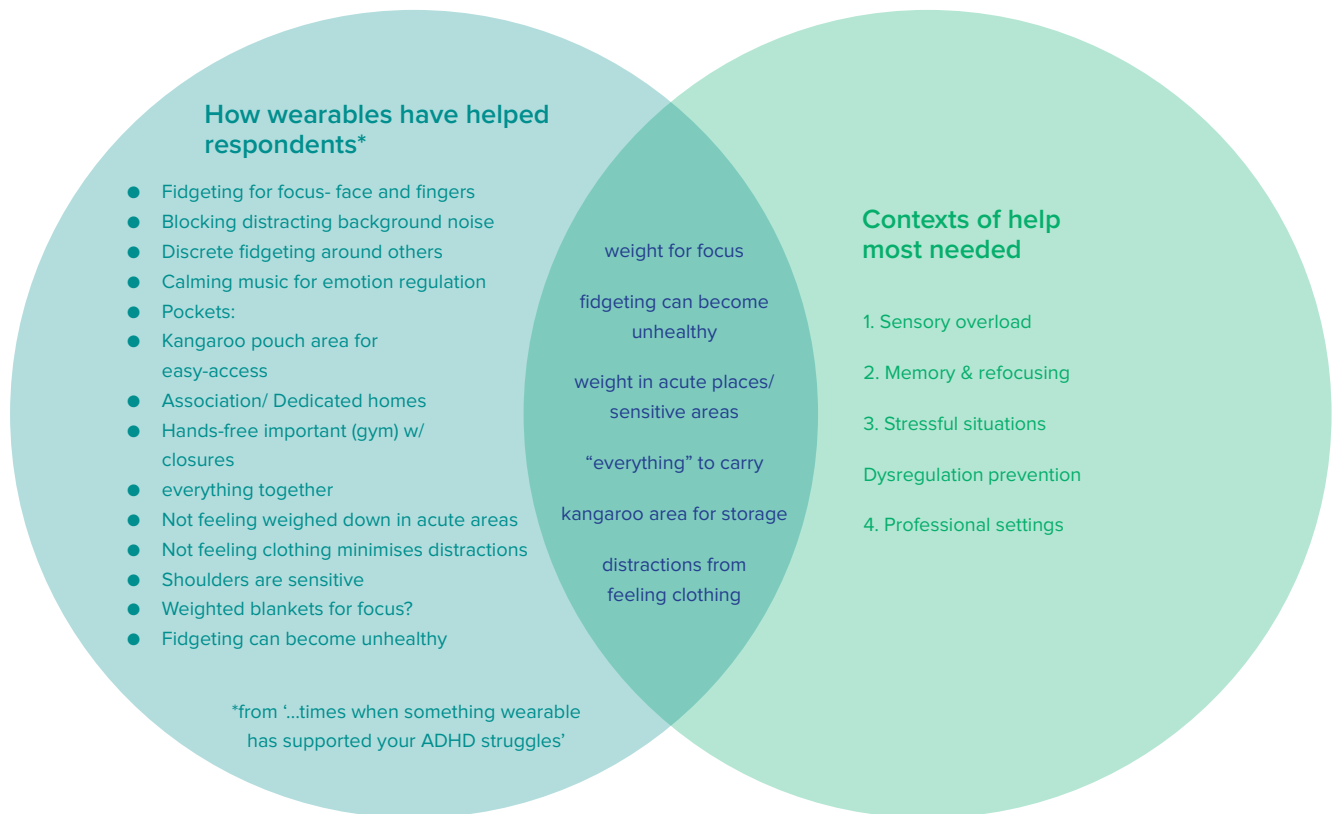 How wearables have helped
respondents*
● Fidgeting for focus- face and fingers
● Blocking distracting background noise
● Discrete fidgeting around others
● Calming music for emotion regulation
● Pockets:
● Kangaroo pouch area for
easy-access
● Association/ Dedicated homes
● Hands-free important (gym) w/
closures
● everything together
● Not feeling weighed down in acute areas
● Not feeling clothing minimises distractions
● Shoulders are sensitive
● Weighted blankets for focus?
● Fidgeting can become unhealthy
*from ‘...times when something wearable
has supported your ADHD struggles’
weight for focus
fidgeting can become
unhealthy
weight in acute places/
sensitive areas
“everything” to carry
kangaroo area for storage
distractions from
feeling clothing
Contexts of help
most needed
1. Sensory overload
2. Memory & refocusing
3. Stressful situations
Dysregulation prevention
4. Professional settings